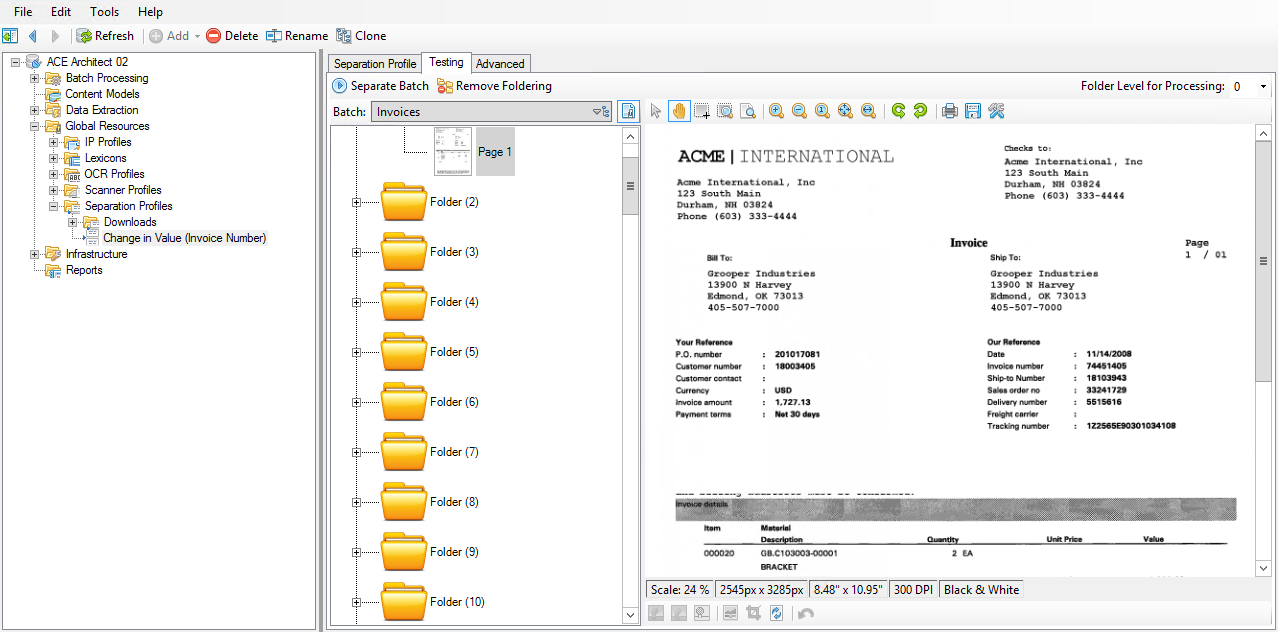 File Edit Tools Help
Refresh Add Delete Rename Clone
ACE Architect 02
Batch Processing
Content Models
Data Extraction
Global Resources
IP Profiles
Lexicons
OCR Profiles
Scanner Profiles
Separation Profiles
Downloads
Change in Value (Invoice Number)
Infrastructure
Reports
Separation Profile Testing Advanced
Separate Batch Remove Foldering Folder Level for Processing: 0
Batch: Invoices
Page 1
Folder (2)
Folder (3)
Folder (4)
Folder (5)
Folder (6)
Folder (7)
Folder (8)
Folder (9)
Folder (10)
ACME | INTERNATIONAL
Acme International, Inc
123 South Main
Durham, NH 03824
Phone (603) 333-4444
Checks to:
Acme International, Inc
123 South Main
Durham, NH 03824
Phone (603) 333-4444
Invoice
Page
1 / 01
Bill To:
Grooper Industries
13900 N Harvey
Edmond, OK 73013
405-507-7000
Ship To:
Grooper Industries
13900 N Harvey
Edmond, OK 73013
405-507-7000
Your Reference
P.O. number : 201017081
Customer number : 18003405
Customer contact :
Currency : USD
Invoice amount : 1,727.13
Payment terms : Net 30 days
Our Reference
Date : 11/14/2008
Invoice number : 74451405
Ship-to Number : 18103943
Sales order no : 33241729
Delivery number : 5515616
Freight carrier :
Tracking number : 1Z2565E90301034108
Invoice details
Item Material
Description Quantity Unit Price Value
000020 GB.C103003-00001 2 EA
BRACKET
Scale: 24 % 2545px x 3285px 8.48" x 10.95" 300 DPI Black & White